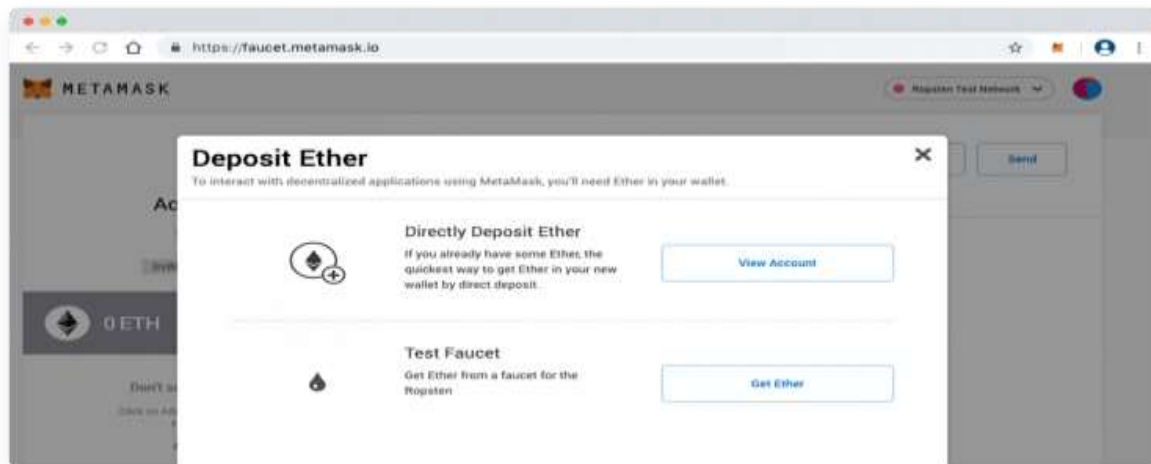 https://faucet.metamask.io
METAMASK
Ropsten Test Network
Deposit Ether
Send
To interact with decentralized applications using MetaMask, you'll need Ether in your wallet.
Ac
Directly Deposit Ether
If you already have some Ether, the
quickest way to get Ether in your new
wallet by direct deposit.
View Account
0 ETH
Test Faucet
Get Ether from a faucet for the
Ropsten
Get Ether
Don't s